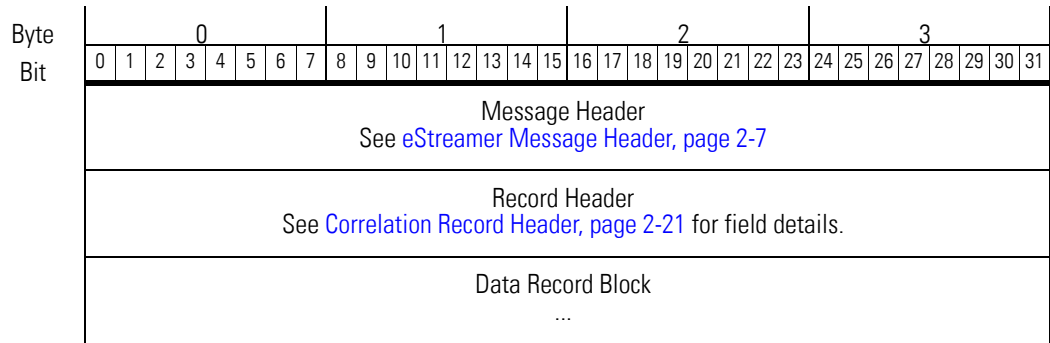 Byte 0 1 2 3
Bit 0 1 2 3 4 5 6 7 8 9 10 11 12 13 14 15 16 17 18 19 20 21 22 23 24 25 26 27 28 29 30 31
Message Header
See eStreamer Message Header, page 2-7
Record Header
See Correlation Record Header, page 2-21 for field details.
Data Record Block
...